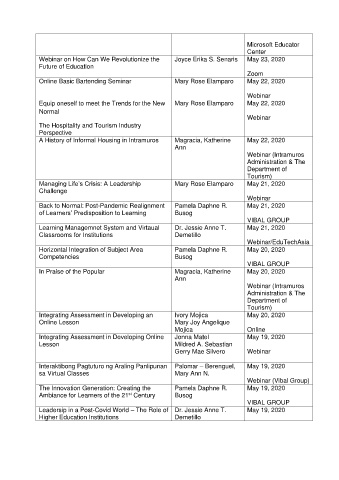 Microsoft Educator
Center
Webinar on How Can We Revolutionize the
Future of Education
Joyce Erika S. Senaris
May 23, 2020
Zoom
Online Basic Bartending Seminar
Mary Rose Elamparo
May 22, 2020
Webinar
Equip oneself to meet the Trends for the New
Normal
The Hospitality and Tourism Industry
Perspective
Mary Rose Elamparo
May 22, 2020
Webinar
A History of Informal Housing in Intramuros
Magracia, Katherine
Ann
May 22, 2020
Webinar (Intramuros
Administration & The
Department of
Tourism)
Managing Life's Crisis: A Leadership
Challenge
Mary Rose Elamparo
May 21, 2020
Webinar
Back to Normal: Post-Pandemic Realignment
of Learners' Predisposition to Learning
Pamela Daphne R.
Busog
May 21, 2020
VIBAL GROUP
Learning Managemnet System and Virtaual
Classrooms for Institutions
Dr. Jessie Anne T.
Demetillo
May 21, 2020
Webinar/EduTechAsia
Horizontal Integration of Subject Area
Competencies
Pamela Daphne R.
Busog
May 20, 2020
VIBAL GROUP
In Praise of the Popular
Magracia, Katherine
Ann
May 20, 2020
Webinar (Intramuros
Administration & The
Department of
Tourism)
Integrating Assessment in Developing an
Online Lesson
Ivory Mojica
Mary Joy Angelique
Mojica
May 20, 2020
Online
Integrating Assessment in Developing Online
Lesson
Jonna Matol
Mildred A. Sebastian
Gerry Mae Silvero
May 19, 2020
Webinar
Interaktibong Pagtuturo ng Araling Panlipunan
sa Virtual Classes
Palomar – Berenguel,
Mary Ann N.
May 19, 2020
Webinar (Vibal Group)
The Innovation Generation: Creating the
Ambiance for Learners of the 21st Century
Pamela Daphne R.
Busog
May 19, 2020
VIBAL GROUP
Leadersip in a Post-Covid World – The Role of
Higher Education Institutions
Dr. Jessie Anne T.
Demetillo
May 19, 2020